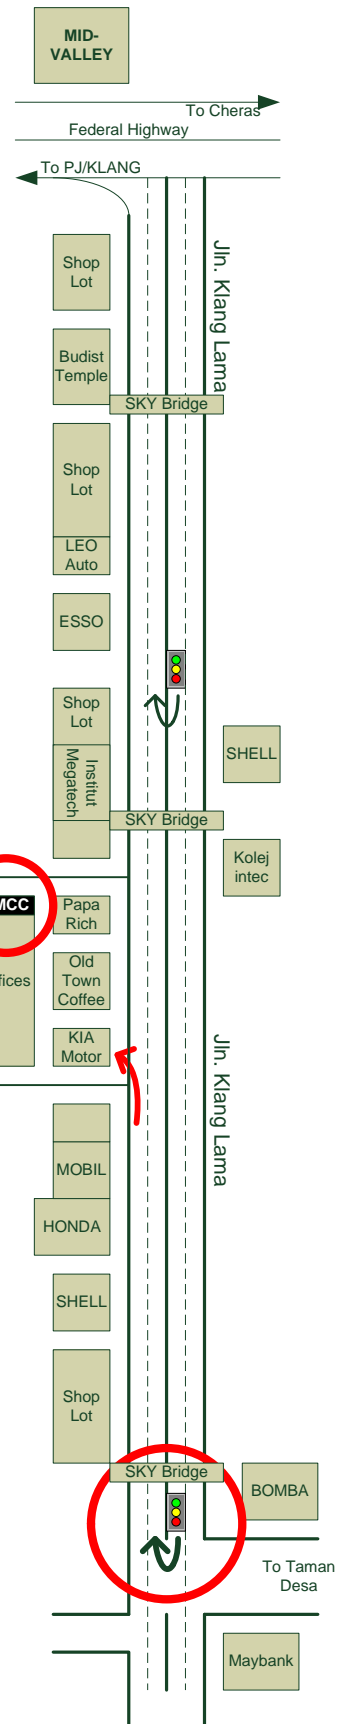 MID-
VALLEY
To Cheras
Federal Highway
To PJ/KLANG
Shop
Lot
Jln. Klang Lama
Budist
Temple
SKY Bridge
Shop
Lot
LEO
Auto
ESSO
Shop
Lot
SHELL
Institut
Megatech
SKY Bridge
Kolej
intec
MCC
Papa
Rich
Old
Town
Coffee
fices
KIA
Motor
Jln. Klang Lama
MOBIL
HONDA
SHELL
Shop
Lot
SKY Bridge
BOMBA
To Taman
Desa
Maybank